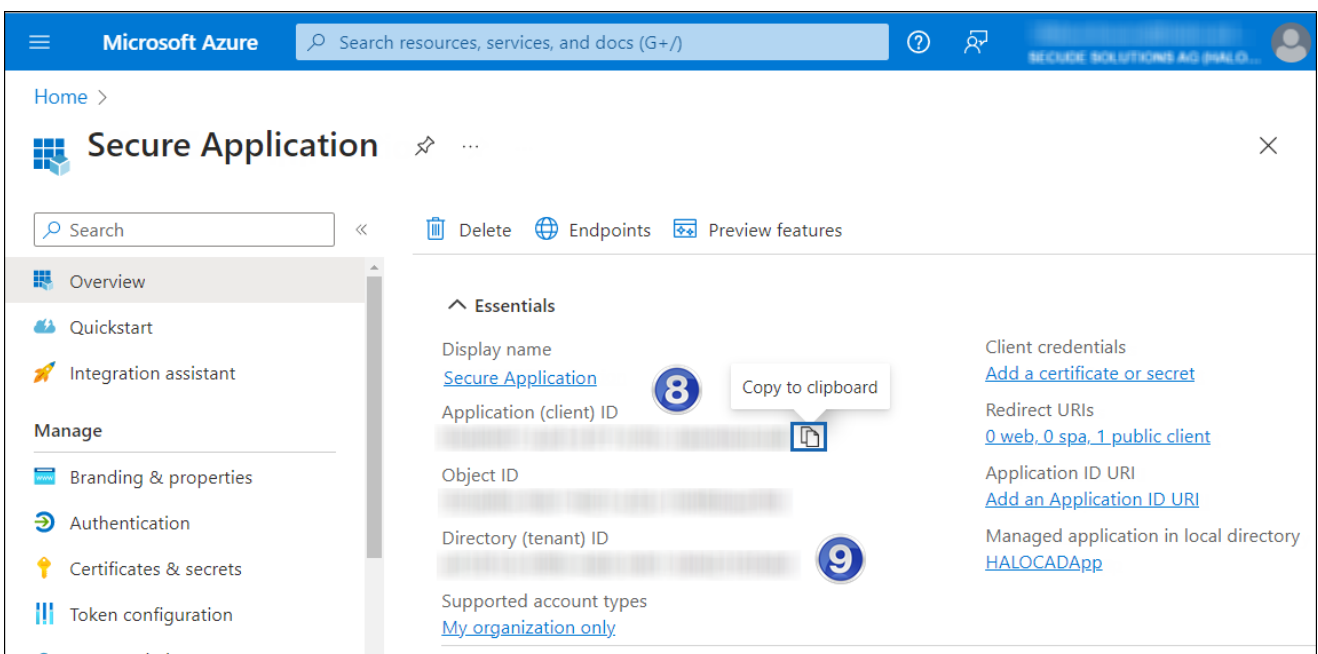 Microsoft Azure
Search resources, services, and docs (G+/)
SECUDE SOLUTIONS AG (HALO...
Home >
Secure Application
...
Search
«
Delete
Endpoints
Preview features
Overview
Quickstart
Integration assistant
Manage
Branding & properties
Authentication
Certificates & secrets
Token configuration
Essentials
Display name
Secure Application
8
Copy to clipboard
Application (client) ID
Object ID
Directory (tenant) ID
9
Supported account types
My organization only
Client credentials
Add a certificate or secret
Redirect URIs
0 web, 0 spa, 1 public client
Application ID URI
Add an Application ID URI
Managed application in local directory
HALOCADApp